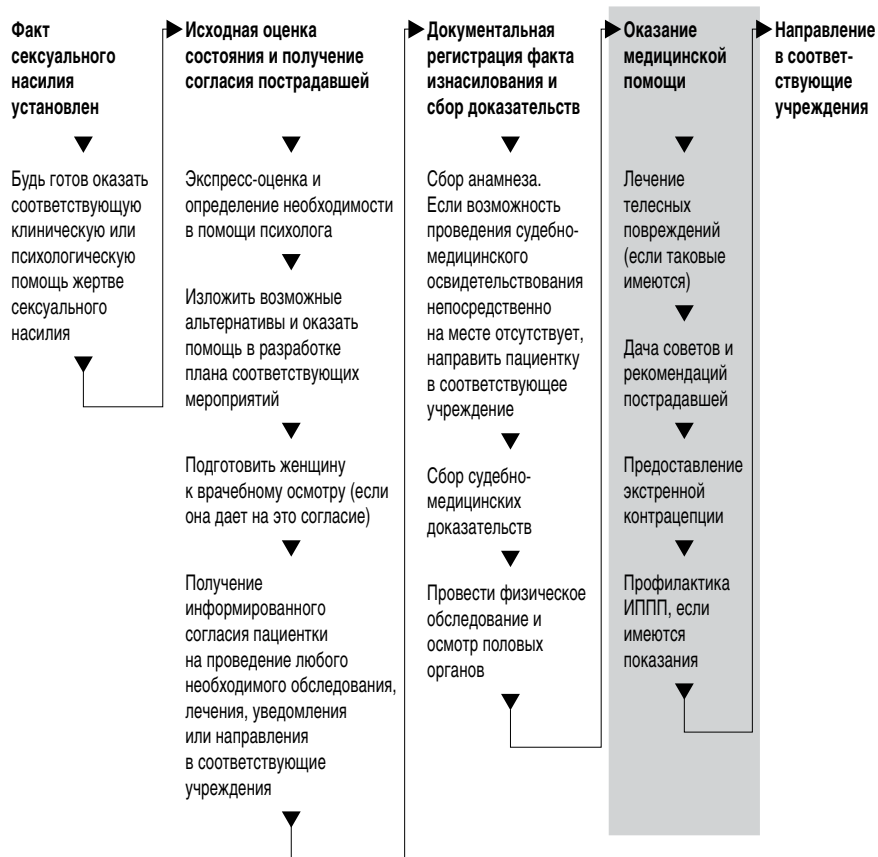 Факт
сексуального
насилия
установлен
Будь готов оказать
соответствующую
клиническую или
психологическую
помощь жертве
сексуального
насилия
Исходная оценка
состояния и получение
согласия пострадавшей
Экспресс-оценка и
определение необходимости
в помощи психолога
Изложить возможные
альтернативы и оказать
помощь в разработке
плана соответствующих
мероприятий
Подготовить женщину
к врачебному осмотру (если
она дает на это согласие)
Получение
информированного
согласия пациентки
на проведение любого
необходимого обследования,
лечения, уведомления
или направления
в соответствующие
учреждения
Документальная
регистрация факта
изнасилования и
сбор доказательств
Сбор анамнеза.
Если возможность
проведения судебно-
медицинского
освидетельствования
непосредственно
на месте отсутствует,
направить пациентку
в соответствующее
учреждение
Сбор судебно-
медицинских
доказательств
Провести физическое
обследование и
осмотр половых
органов
Оказание
медицинской
помощи
Лечение
телесных
повреждений
(если таковые
имеются)
Дача советов и
рекомендаций
пострадавшей
Предоставление
экстренной
контрацепции
Профилактика
ИППП, если
имеются
показания
Направление
в соответ-
ствующие
учреждения